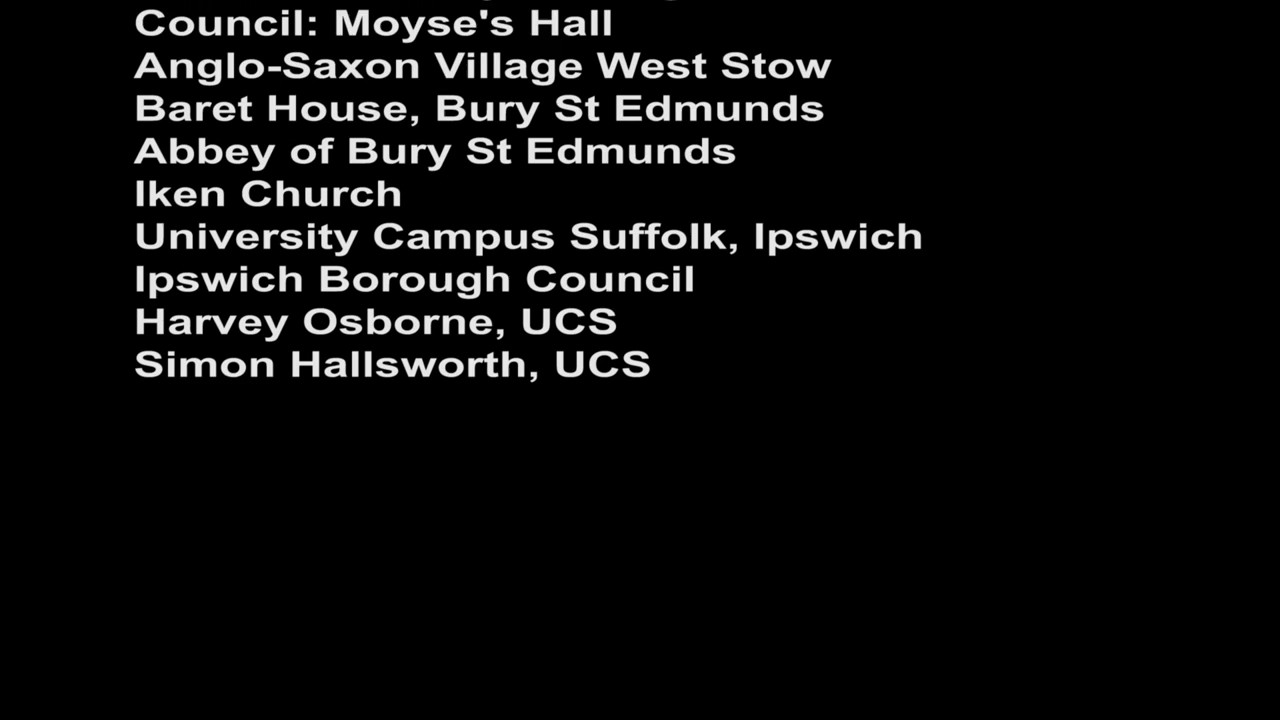 Council: Moyse's Hall
Anglo-Saxon Village West Stow
Baret House, Bury St Edmunds
Abbey of Bury St Edmunds
Iken Church
University Campus Suffolk, Ipswich
Ipswich Borough Council
Harvey Osborne, UCS
Simon Hallsworth, UCS